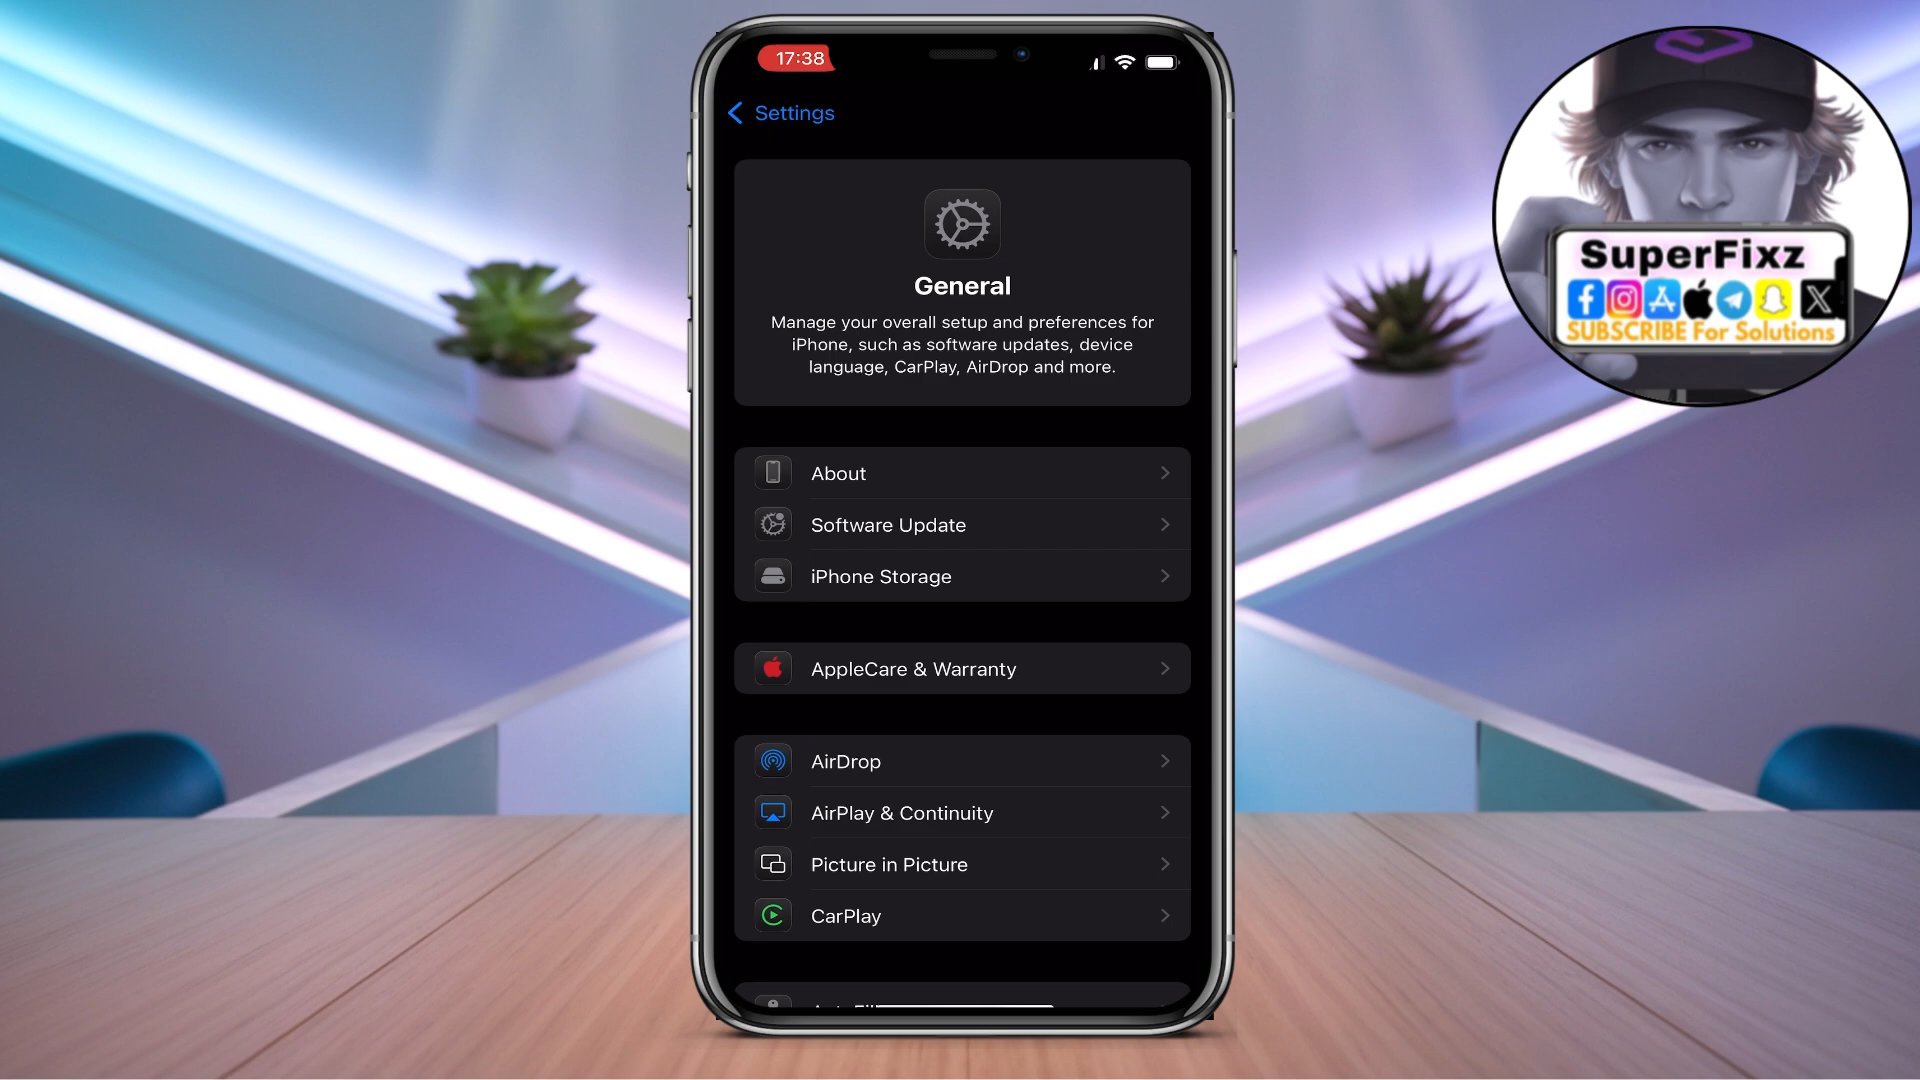 17:38
Settings
General
Manage your overall setup and preferences for
iPhone, such as software updates, device
language, CarPlay, AirDrop and more.
About
Software Update
iPhone Storage
AppleCare & Warranty
AirDrop
AirPlay & Continuity
Picture in Picture
CarPlay
SuperFixz
SUBSCRIBE For Solutions